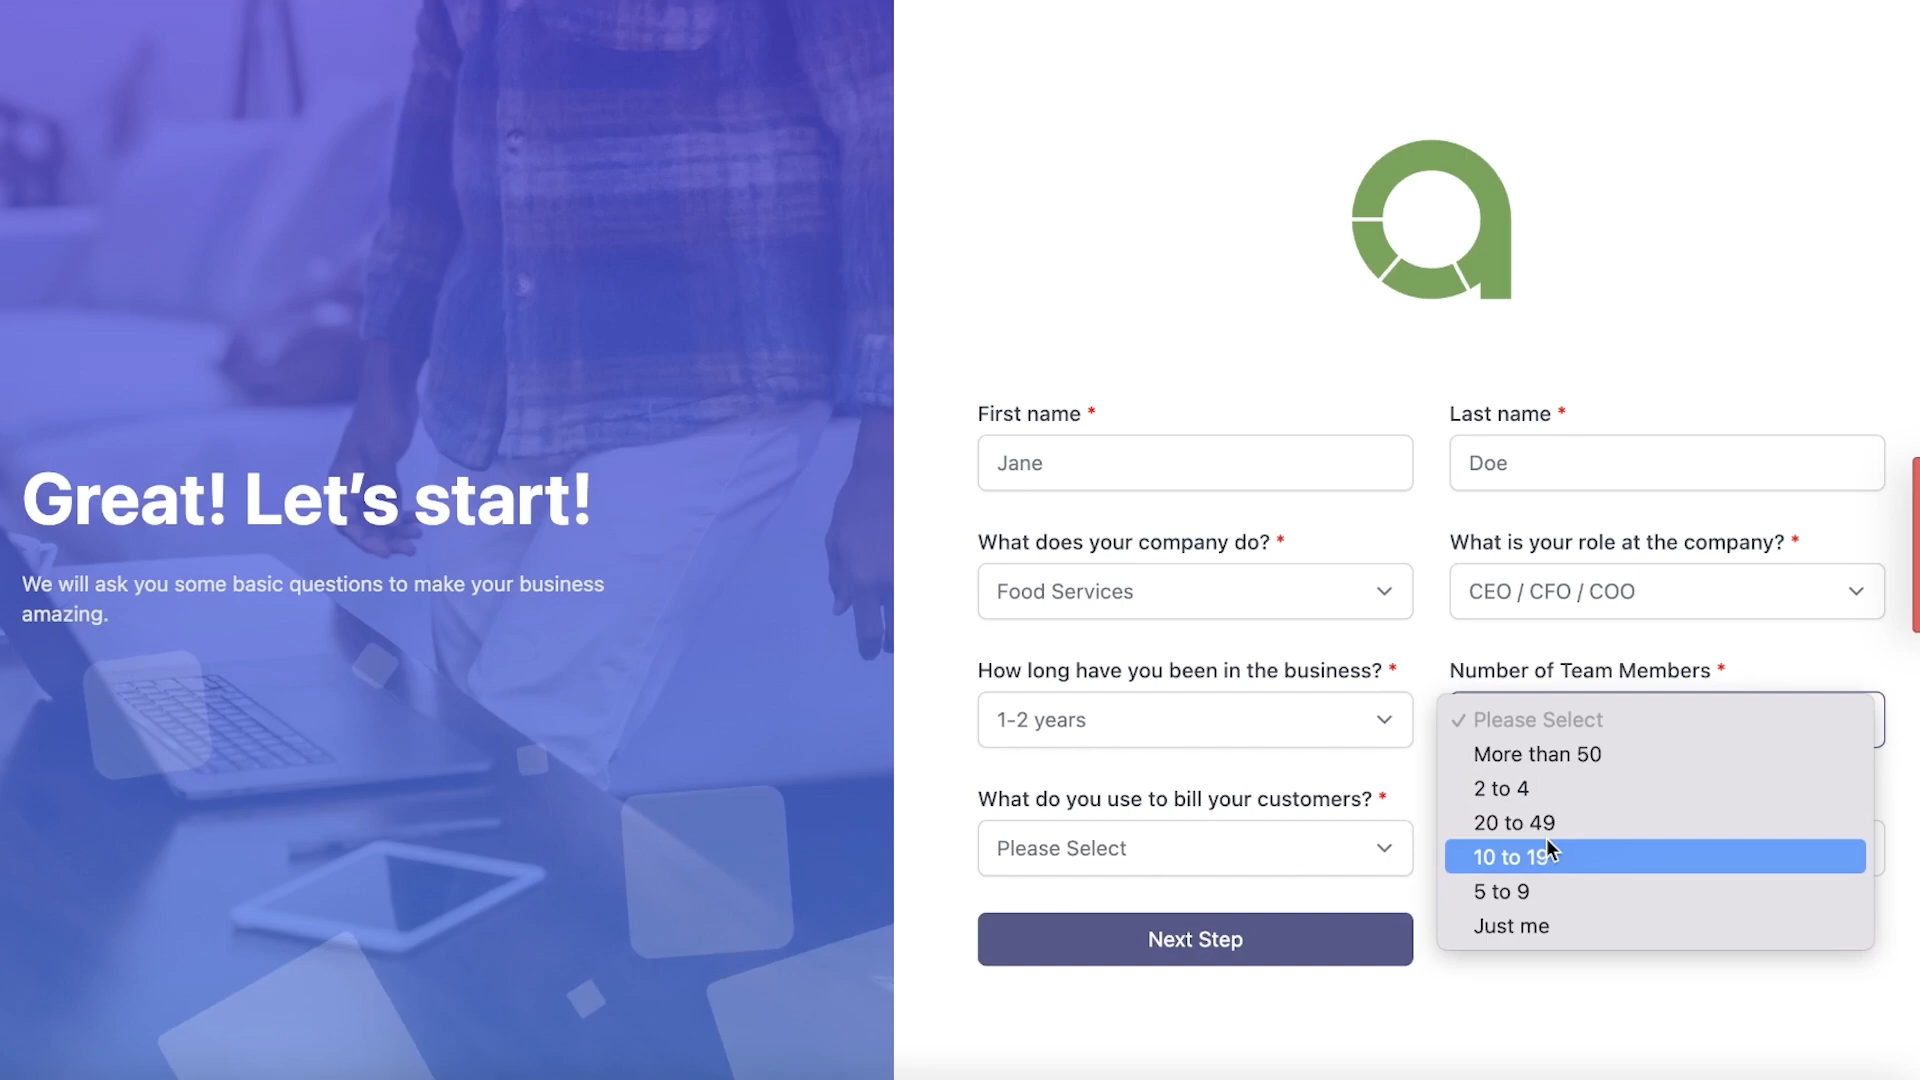 Great! Let's start!
We will ask you some basic questions to make your business
amazing.
First name *
Jane
Last name *
Doe
What does your company do? *
Food Services
What is your role at the company? *
CEO / CFO / COO
How long have you been in the business? *
1-2 years
Number of Team Members *
✓ Please Select
More than 50
2 to 4
20 to 49
10 to 19
5 to 9
Just me
What do you use to bill your customers? *
Please Select
Next Step